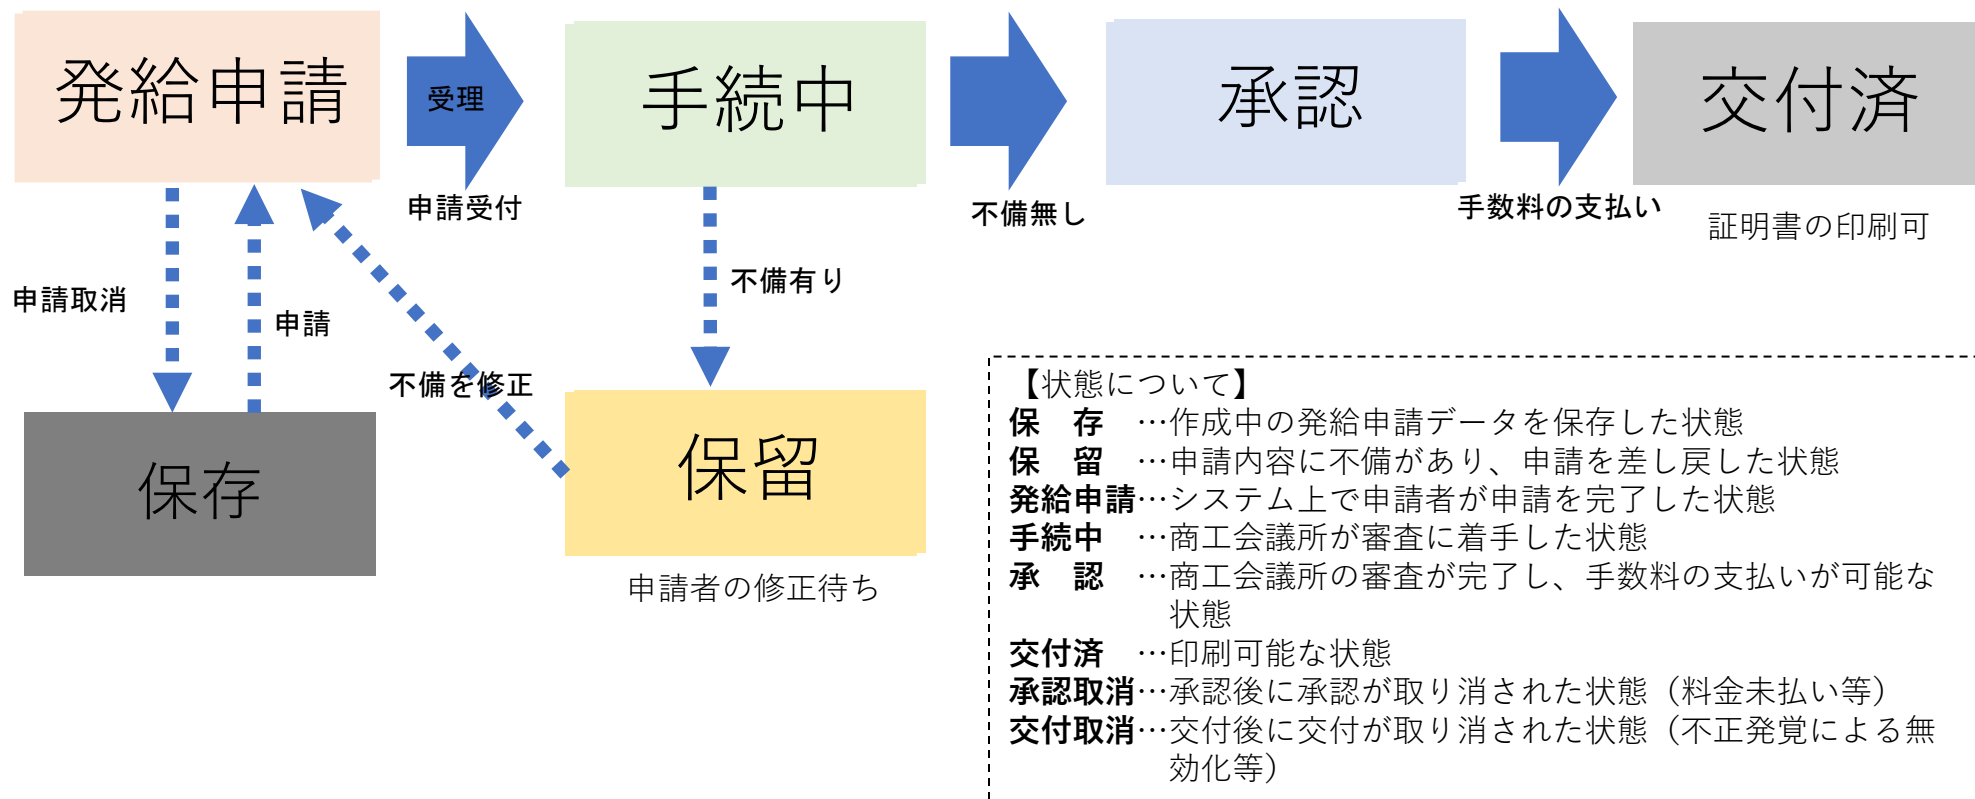 発給申請
受理
手続中
承認
交付済
申請受付
不備無し
手数料の支払い
証明書の印刷可
申請取消
申請
不備有り
不備を修正
保存
保留
申請者の修正待ち
【状態について】
保　存　…作成中の発給申請データを保存した状態
保　留　…申請内容に不備があり、申請を差し戻した状態
発給申請…システム上で申請者が申請を完了した状態
手続中　…商工会議所が審査に着手した状態
承　認　…商工会議所の審査が完了し、手数料の支払いが可能な
状態
交付済　…印刷可能な状態
承認取消…承認後に承認が取り消された状態（料金未払い等）
交付取消…交付後に交付が取り消された状態（不正発覚による無
効化等）